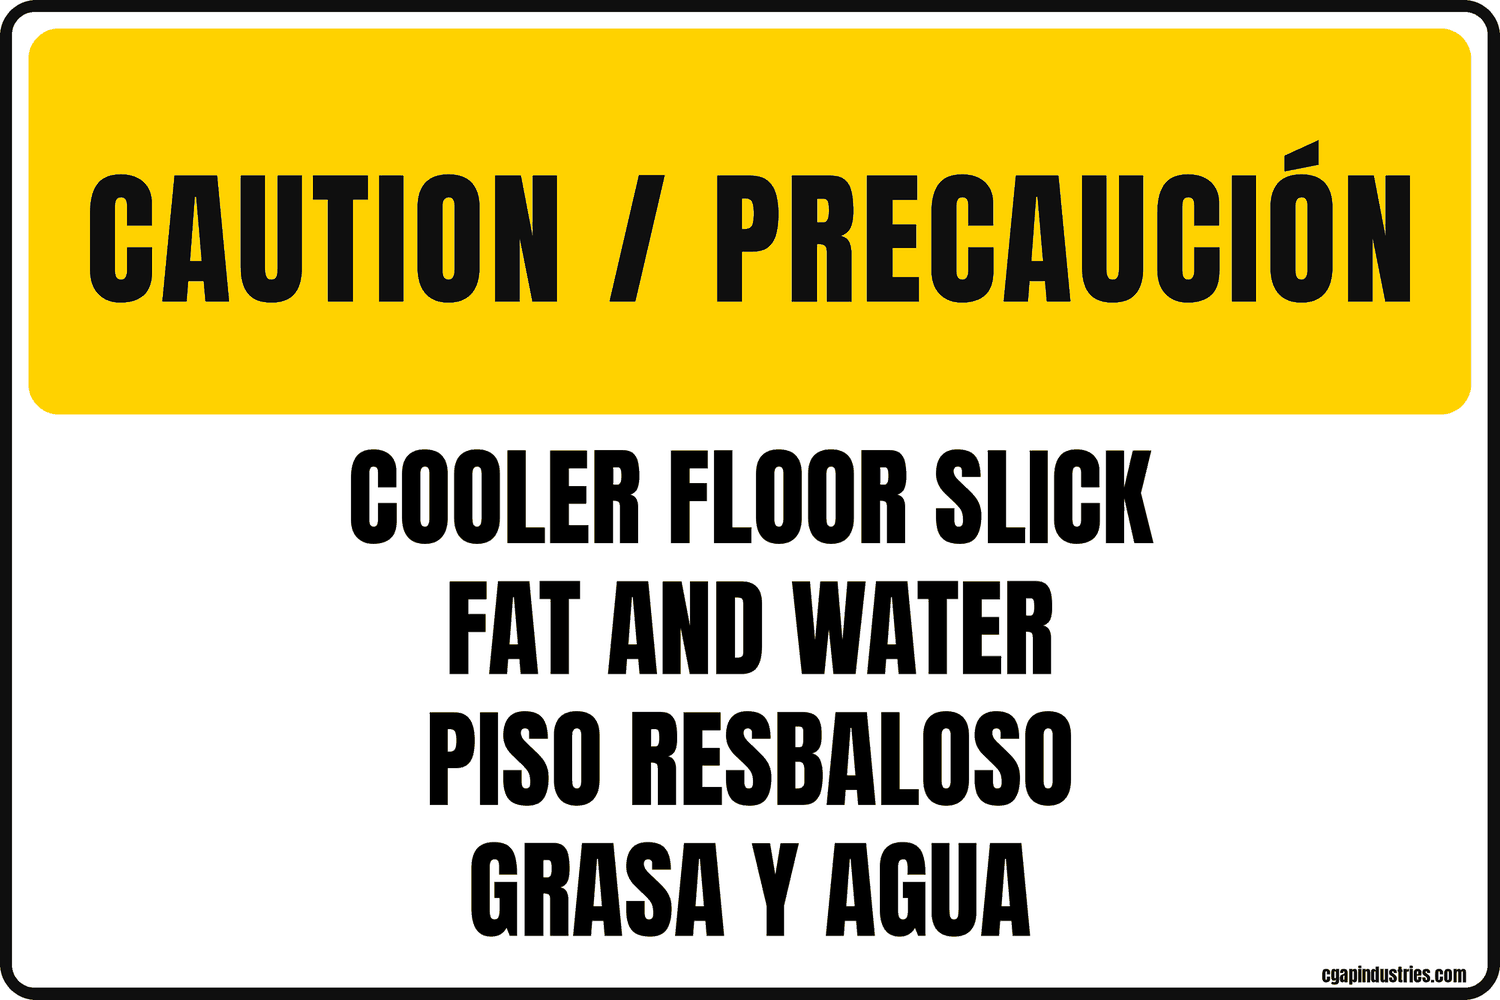 CAUTION / PRECAUCIÓN
COOLER FLOOR SLICK
FAT AND WATER
PISO RESBALOSO
GRASA Y AGUA
cgapindustries.com